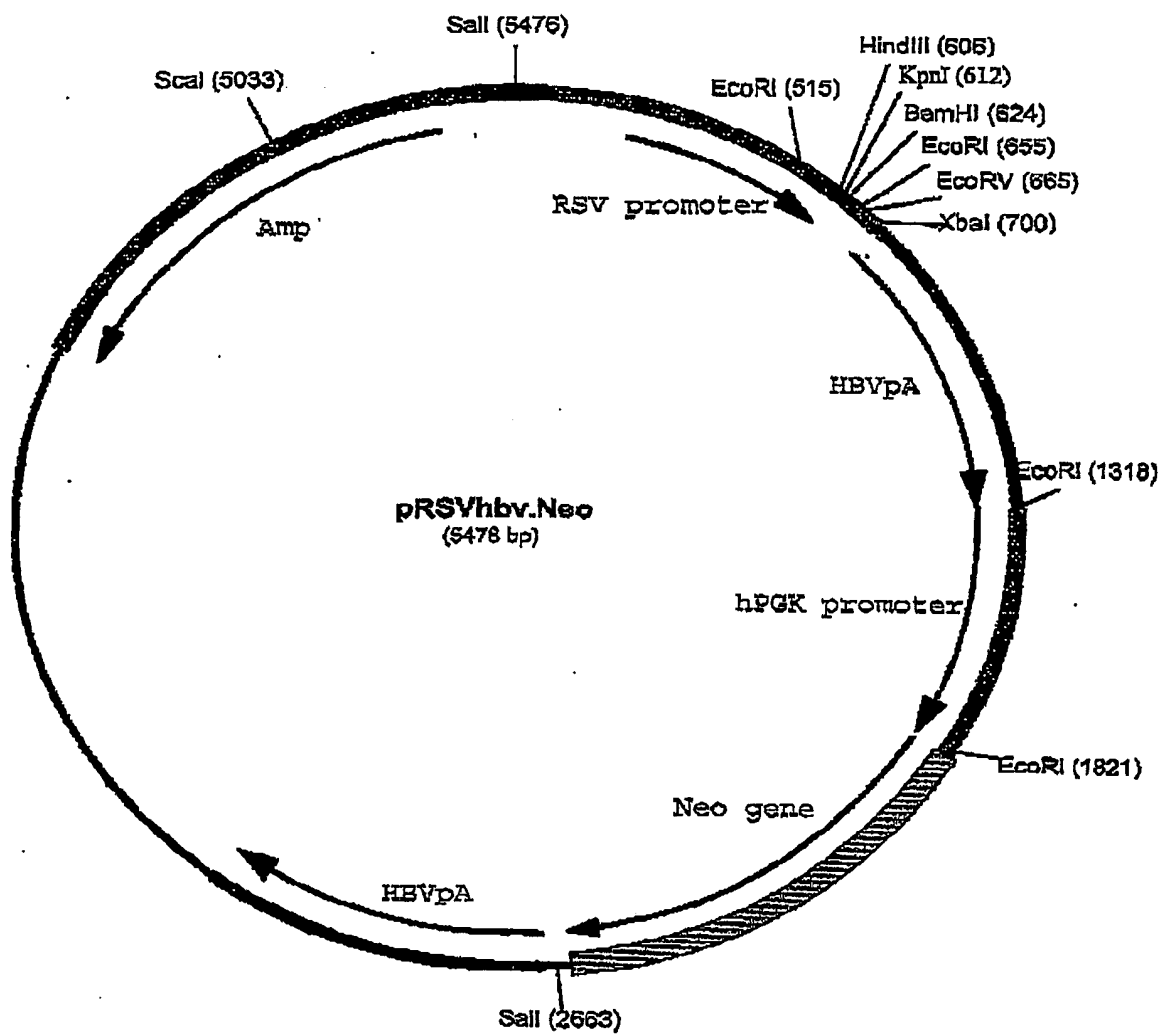 SalI (5476)
ScaI (5033)
HindIII (606)
KpnI (612)
EcoRI (515)
BamHI (624)
EcoRI (655)
EcoRV (665)
XbaI (700)
RSV promoter
Amp
HBVpA
EcoRI (1318)
pRSVhbv.Neo
(5478 bp)
hPGK promoter
EcoRI (1821)
Neo gene
HBVpA
SalI (2663)